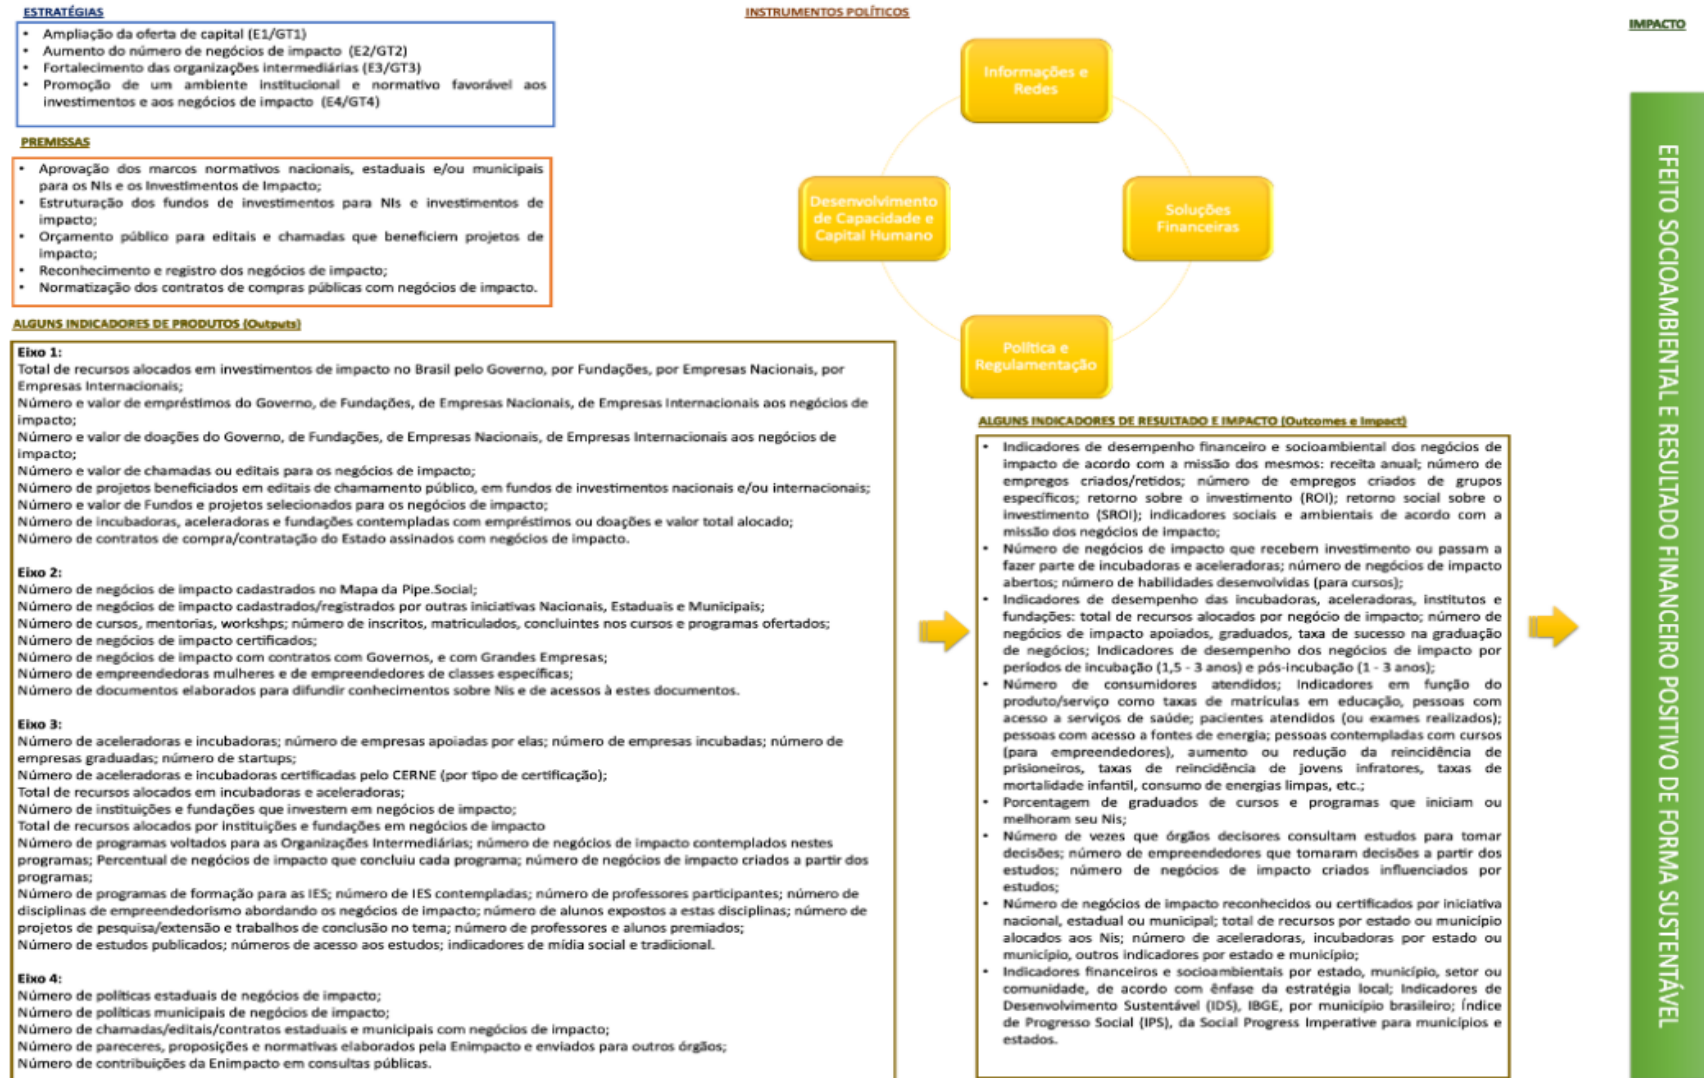 ESTRATÉGIAS
• Ampliação da oferta de capital (E1/GT1)
• Aumento do número de negócios de impacto (E2/GT2)
• Fortalecimento das organizações intermediárias (E3/GT3)
• Promoção de um ambiente institucional e normativo favorável aos
investimentos e aos negócios de impacto (E4/GT4)
PREMISSAS
• Aprovação dos marcos normativos nacionais, estaduais e/ou municipais
para os NIs e os Investimentos de Impacto;
• Estruturação dos fundos de investimentos para NIs e investimentos de
impacto;
• Orçamento público para editais e chamadas que beneficiem projetos de
impacto;
• Reconhecimento e registro dos negócios de impacto;
• Normatização dos contratos de compras públicas com negócios de impacto.
ALGUNS INDICADORES DE PRODUTOS (Outputs)
Eixo 1:
Total de recursos alocados em investimentos de impacto no Brasil pelo Governo, por Fundações, por Empresas Nacionais, por
Empresas Internacionais;
Número e valor de empréstimos do Governo, de Fundações, de Empresas Nacionais, de Empresas Internacionais aos negócios de
impacto;
Número e valor de doações do Governo, de Fundações, de Empresas Nacionais, de Empresas Internacionais aos negócios de
impacto;
Número e valor de chamadas ou editais para os negócios de impacto;
Número de projetos beneficiados em editais de chamamento público, em fundos de investimentos nacionais e/ou internacionais;
Número e valor de Fundos e projetos selecionados para os negócios de impacto;
Número de incubadoras, aceleradoras e fundações contempladas com empréstimos ou doações e valor total alocado;
Número de contratos de compra/contratação do Estado assinados com negócios de impacto.
Eixo 2:
Número de negócios de impacto cadastrados no Mapa da Pipe.Social;
Número de negócios de impacto cadastrados/registrados por outras iniciativas Nacionais, Estaduais e Municipais;
Número de cursos, mentorias, workshps; número de inscritos, matriculados, concluintes nos cursos e programas ofertados;
Número de negócios de impacto certificados;
Número de negócios de impacto com contratos com Governos, e com Grandes Empresas;
Número de empreendedoras mulheres e de empreendedores de classes específicas;
Número de documentos elaborados para difundir conhecimentos sobre Nis e de acessos à estes documentos.
Eixo 3:
Número de aceleradoras e incubadoras; número de empresas apoiadas por elas; número de empresas incubadas; número de
empresas graduadas; número de startups;
Número de aceleradoras e incubadoras certificadas pelo CERNE (por tipo de certificação);
Total de recursos alocados em incubadoras e aceleradoras;
Número de instituições e fundações que investem em negócios de impacto;
Total de recursos alocados por instituições e fundações em negócios de impacto
Número de programas voltados para as Organizações Intermediárias; número de negócios de impacto contemplados nestes
programas; Percentual de negócios de impacto que concluiu cada programa; número de negócios de impacto criados a partir dos
programas;
Número de programas de formação para as IES; número de IES contempladas; número de professores participantes; número de
disciplinas de empreendedorismo abordando os negócios de impacto; número de alunos expostos a estas disciplinas; número de
projetos de pesquisa/extensão e trabalhos de conclusão no tema; número de professores e alunos premiados;
Número de estudos publicados; números de acesso aos estudos; indicadores de mídia social e tradicional.
Eixo 4:
Número de políticas estaduais de negócios de impacto;
Número de políticas municipais de negócios de impacto;
Número de chamadas/editais/contratos estaduais e municipais com negócios de impacto;
Número de pareceres, proposições e normativas elaborados pela Enimpacto e enviados para outros órgãos;
Número de contribuições da Enimpacto em consultas públicas.
INSTRUMENTOS POLÍTICOS
Informações e
Redes
Desenvolvimento
de Capacidade e
Capital Humano
Soluções
Financeiras
Política e
Regulamentação
ALGUNS INDICADORES DE RESULTADO E IMPACTO (Outcomes e Impact)
• Indicadores de desempenho financeiro e socioambiental dos negócios de
impacto de acordo com a missão dos mesmos: receita anual; número de
empregos criados/retidos; número de empregos criados de grupos
específicos; retorno sobre o investimento (ROI); retorno social sobre o
investimento (SROI); indicadores sociais e ambientais de acordo com a
missão dos negócios de impacto;
• Número de negócios de impacto que recebem investimento ou passam a
fazer parte de incubadoras e aceleradoras; número de negócios de impacto
abertos; número de habilidades desenvolvidas (para cursos);
• Indicadores de desempenho das incubadoras, aceleradoras, institutos e
fundações: total de recursos alocados por negócio de impacto; número de
negócios de impacto apoiados, graduados, taxa de sucesso na graduação
de negócios; Indicadores de desempenho dos negócios de impacto por
períodos de incubação (1,5 - 3 anos) e pós-incubação (1 - 3 anos);
• Número de consumidores atendidos; Indicadores em função do
produto/serviço como taxas de matrículas em educação, pessoas com
acesso a serviços de saúde; pacientes atendidos (ou exames realizados);
pessoas com acesso a fontes de energia; pessoas contempladas com cursos
(para empreendedores), aumento ou redução da reincidência de
prisioneiros, taxas de reincidência de jovens infratores, taxas de
mortalidade infantil, consumo de energias limpas, etc.;
• Porcentagem de graduados de cursos e programas que iniciam ou
melhoram seu Nis;
• Número de vezes que órgãos decisores consultam estudos para tomar
decisões; número de empreendedores que tomaram decisões a partir dos
estudos; número de negócios de impacto criados influenciados por
estudos;
• Número de negócios de impacto reconhecidos ou certificados por iniciativa
nacional, estadual ou municipal; total de recursos por estado ou município
alocados aos Nis; número de aceleradoras, incubadoras por estado ou
município, outros indicadores por estado e município;
• Indicadores financeiros e socioambientais por estado, município, setor ou
comunidade, de acordo com ênfase da estratégia local; Indicadores de
Desenvolvimento Sustentável (IDS), IBGE, por município brasileiro; Índice
de Progresso Social (IPS), da Social Progress Imperative para municípios e
estados.
IMPACTO
EFEITO SOCIOAMBIENTAL E RESULTADO FINANCEIRO POSITIVO DE FORMA SUSTENTÁVEL